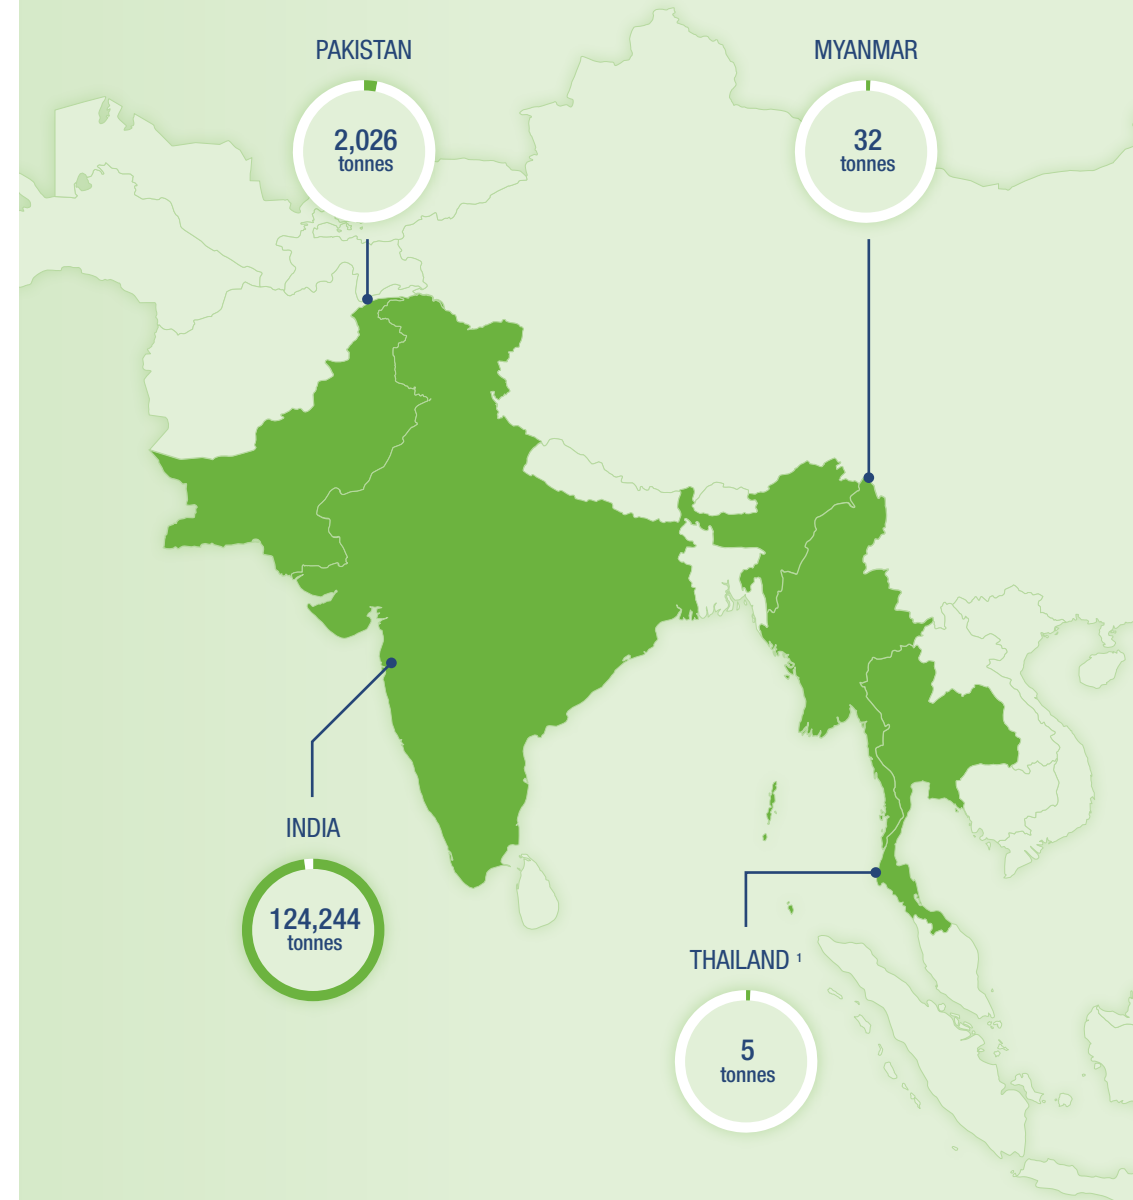 PAKISTAN
2,026
tonnes
MYANMAR
32
tonnes
INDIA
124,244
tonnes
THAILAND ¹
5
tonnes